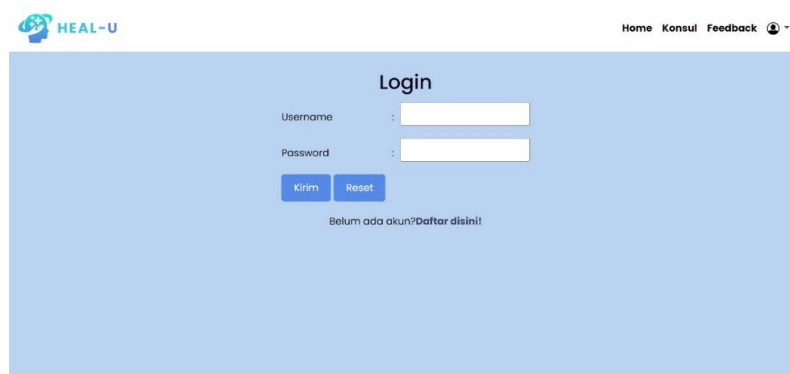 HEAL-U
Home Konsul Feedback
Login
Username :
Password :
Kirim Reset
Belum ada akun?Daftar disini!